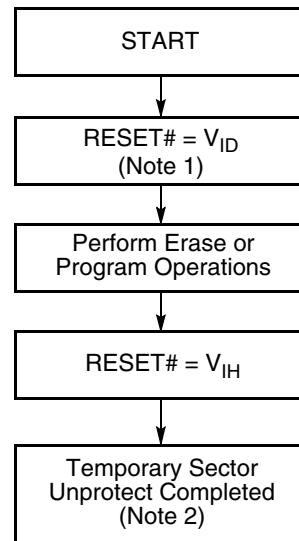 START
RESET# = VID
(Note 1)
Perform Erase or
Program Operations
RESET# = VIH
Temporary Sector
Unprotect Completed
(Note 2)